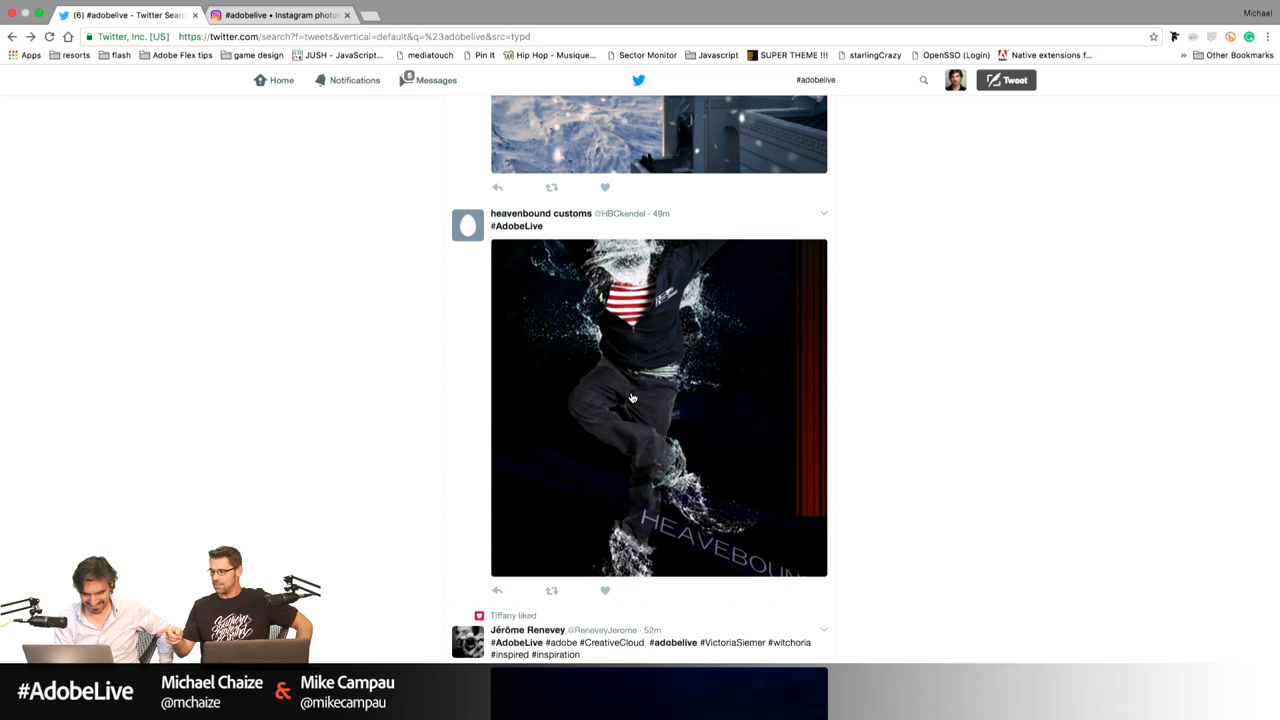 (6) #adobelive - Twitter Searc
#adobelive • Instagram photo
Michael
Twitter, Inc. [US]
https://twitter.com/search?f=tweets&vertical=default&q=%23adobelive&src=typd
Apps
resorts
flash
Adobe Flex tips
game design
JUSH - JavaScript...
mediatouch
Pin It
Hip Hop - Musique...
Sector Monitor
Javascript
SUPER THEME !!!
starlingCrazy
OpenSSO (Login)
Native extensions f...
»
Other Bookmarks
Home
Notifications
6
Messages
#adobelive
Tweet
heavenbound customs @HBCkendel · 49m
#AdobeLive
HEAVEBOUN
Tiffany liked
Jérôme Renevey @ReneveyJerome · 52m
#AdobeLive #adobe #CreativeCloud #adobelive #VictoriaSiemer #witchoria
#inspired #inspiration
#AdobeLive
Michael Chaize
@mchaize
&
Mike Campau
@mikecampau